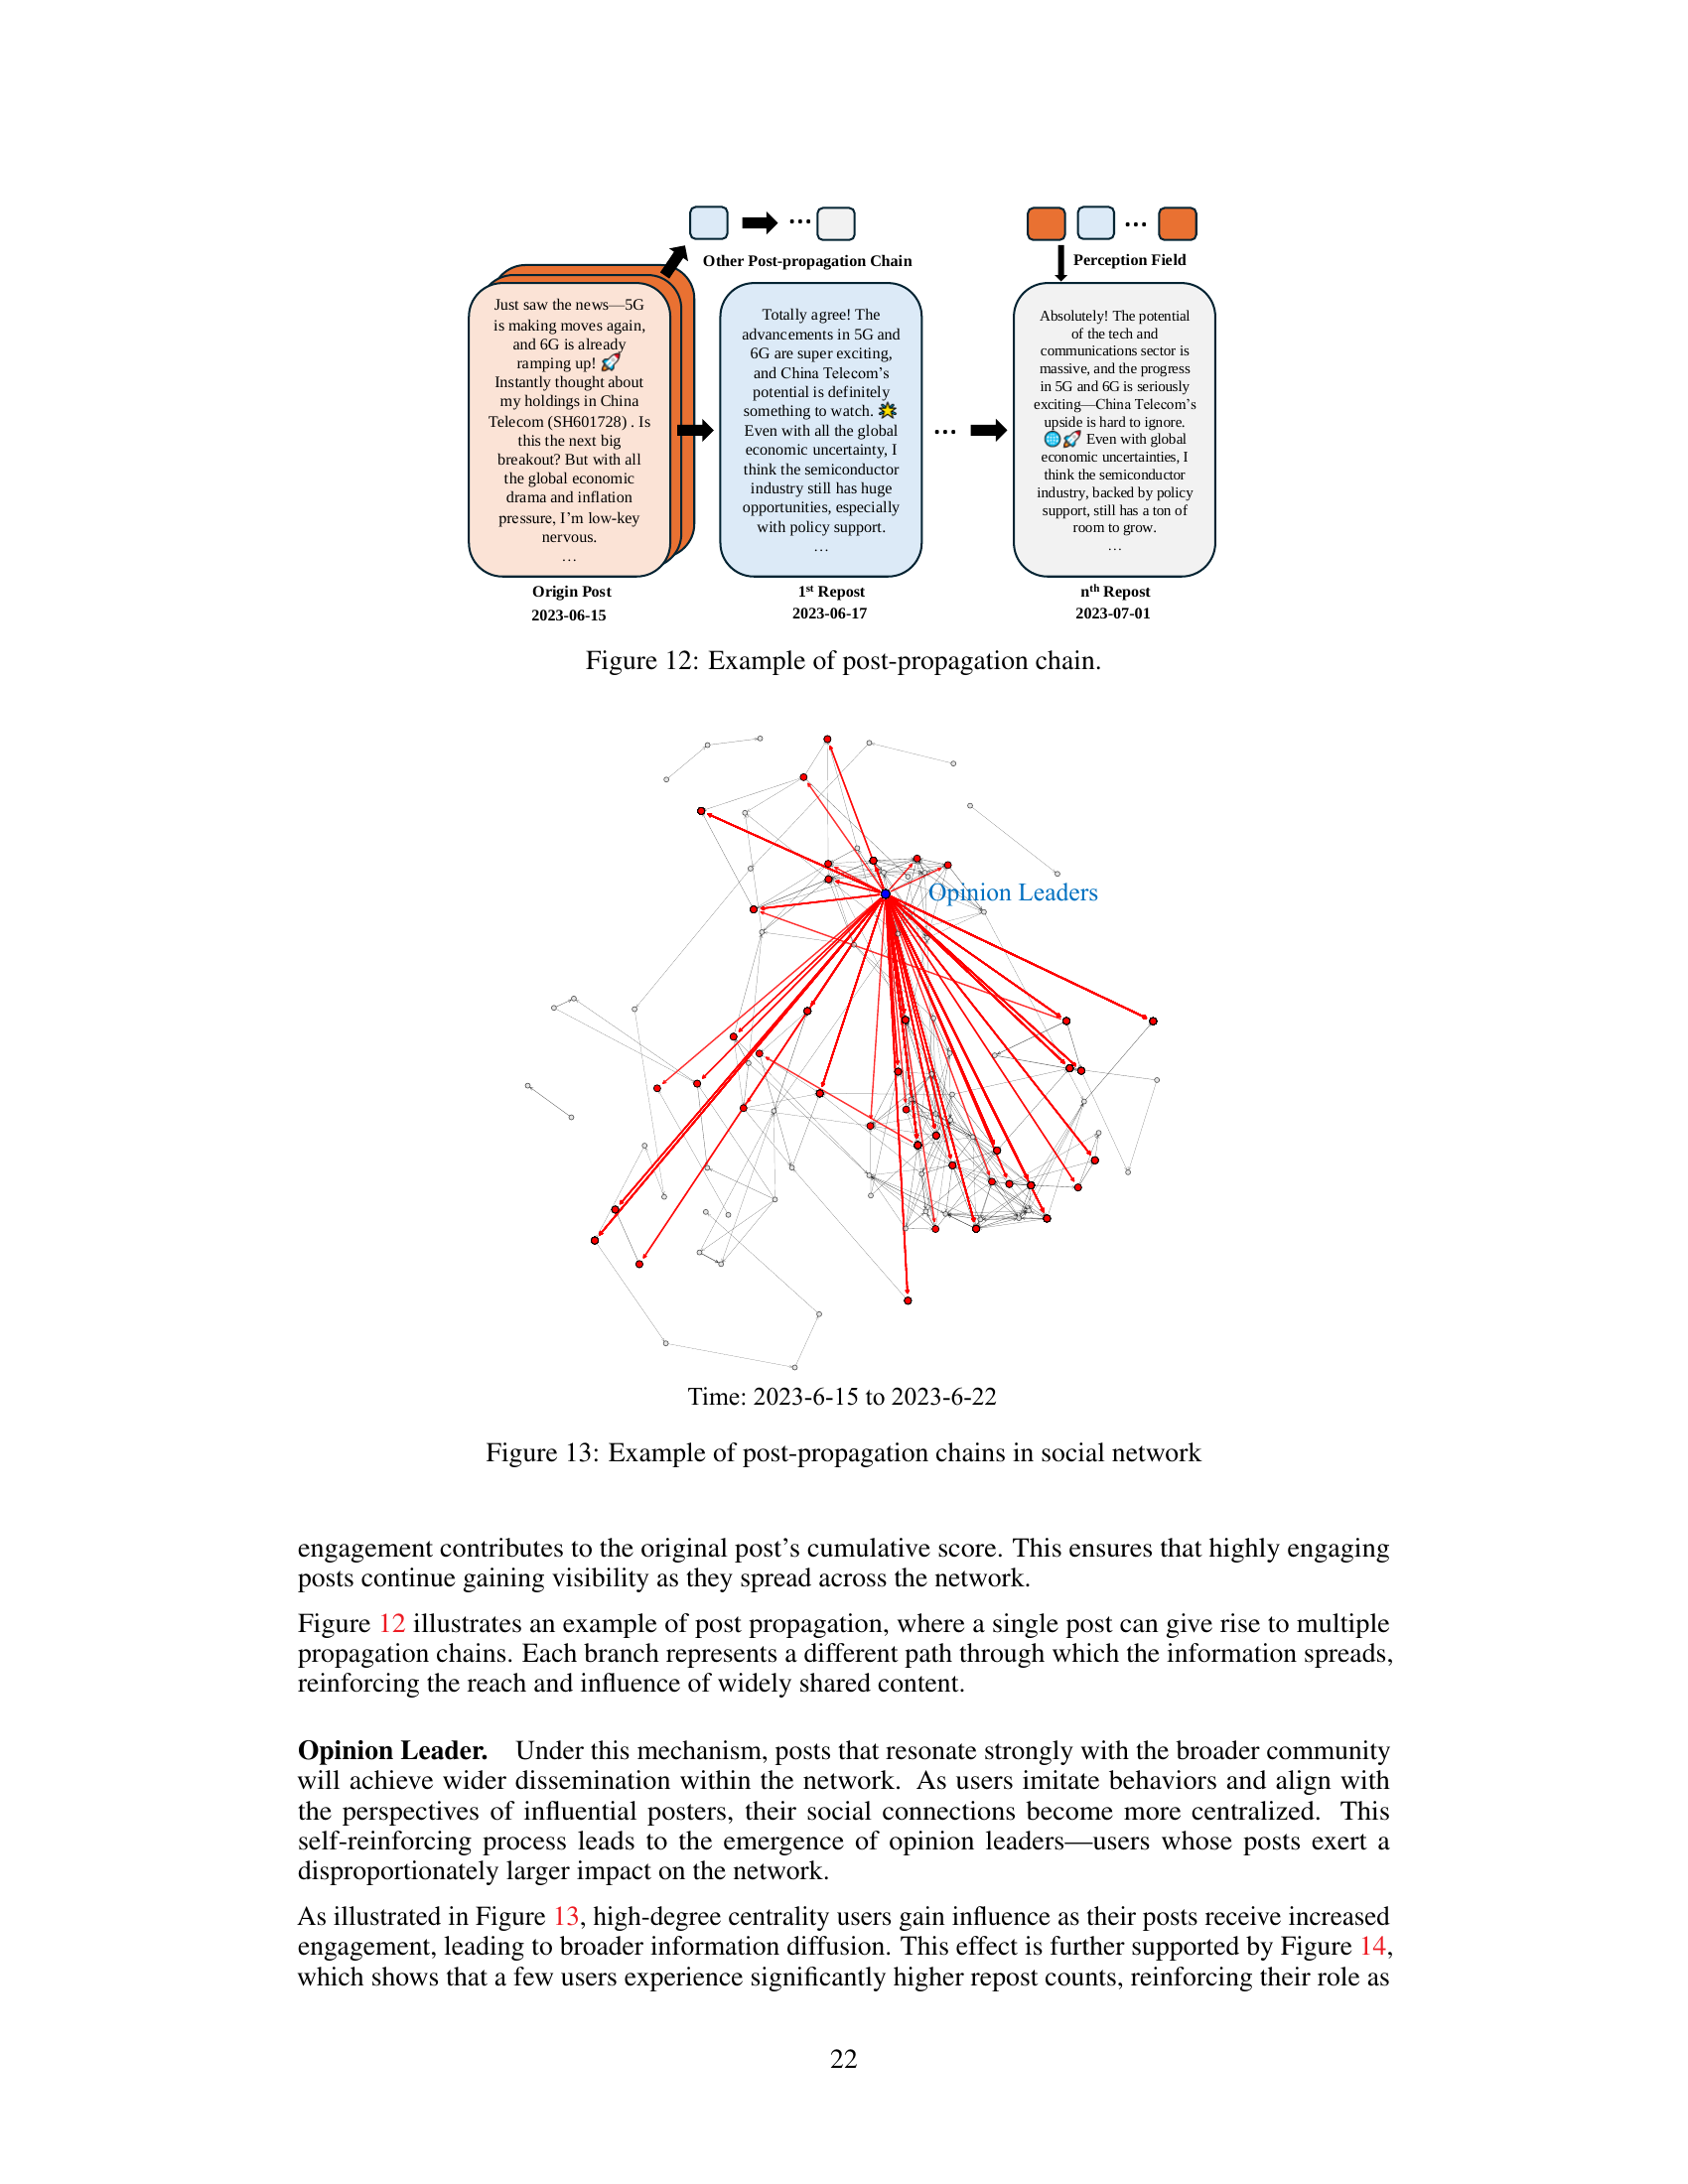 Other Post-propagation Chain
Perception Field
Just saw the news—5G
is making moves again,
and 6G is already
ramping up! 🚀
Instantly thought about
my holdings in China
Telecom (SH601728) . Is
this the next big
breakout? But with all
the global economic
drama and inflation
pressure, I'm low-key
nervous.
…
Origin Post
2023-06-15
Totally agree! The
advancements in 5G and
6G are super exciting,
and China Telecom's
potential is definitely
something to watch. 🌟
Even with all the global
economic uncertainty, I
think the semiconductor
industry still has huge
opportunities, especially
with policy support.
…
1st Repost
2023-06-17
Absolutely! The potential
of the tech and
communications sector is
massive, and the progress
in 5G and 6G is seriously
exciting—China Telecom's
upside is hard to ignore.
🌐🚀 Even with global
economic uncertainties, I
think the semiconductor
industry, backed by policy
support, still has a ton of
room to grow.
…
nth Repost
2023-07-01
Figure 12: Example of post-propagation chain.
Opinion Leaders
Time: 2023-6-15 to 2023-6-22
Figure 13: Example of post-propagation chains in social network
engagement contributes to the original post's cumulative score. This ensures that highly engaging
posts continue gaining visibility as they spread across the network.
Figure 12 illustrates an example of post propagation, where a single post can give rise to multiple
propagation chains. Each branch represents a different path through which the information spreads,
reinforcing the reach and influence of widely shared content.
Opinion Leader. Under this mechanism, posts that resonate strongly with the broader community
will achieve wider dissemination within the network. As users imitate behaviors and align with
the perspectives of influential posters, their social connections become more centralized. This
self-reinforcing process leads to the emergence of opinion leaders—users whose posts exert a
disproportionately larger impact on the network.
As illustrated in Figure 13, high-degree centrality users gain influence as their posts receive increased
engagement, leading to broader information diffusion. This effect is further supported by Figure 14,
which shows that a few users experience significantly higher repost counts, reinforcing their role as
22